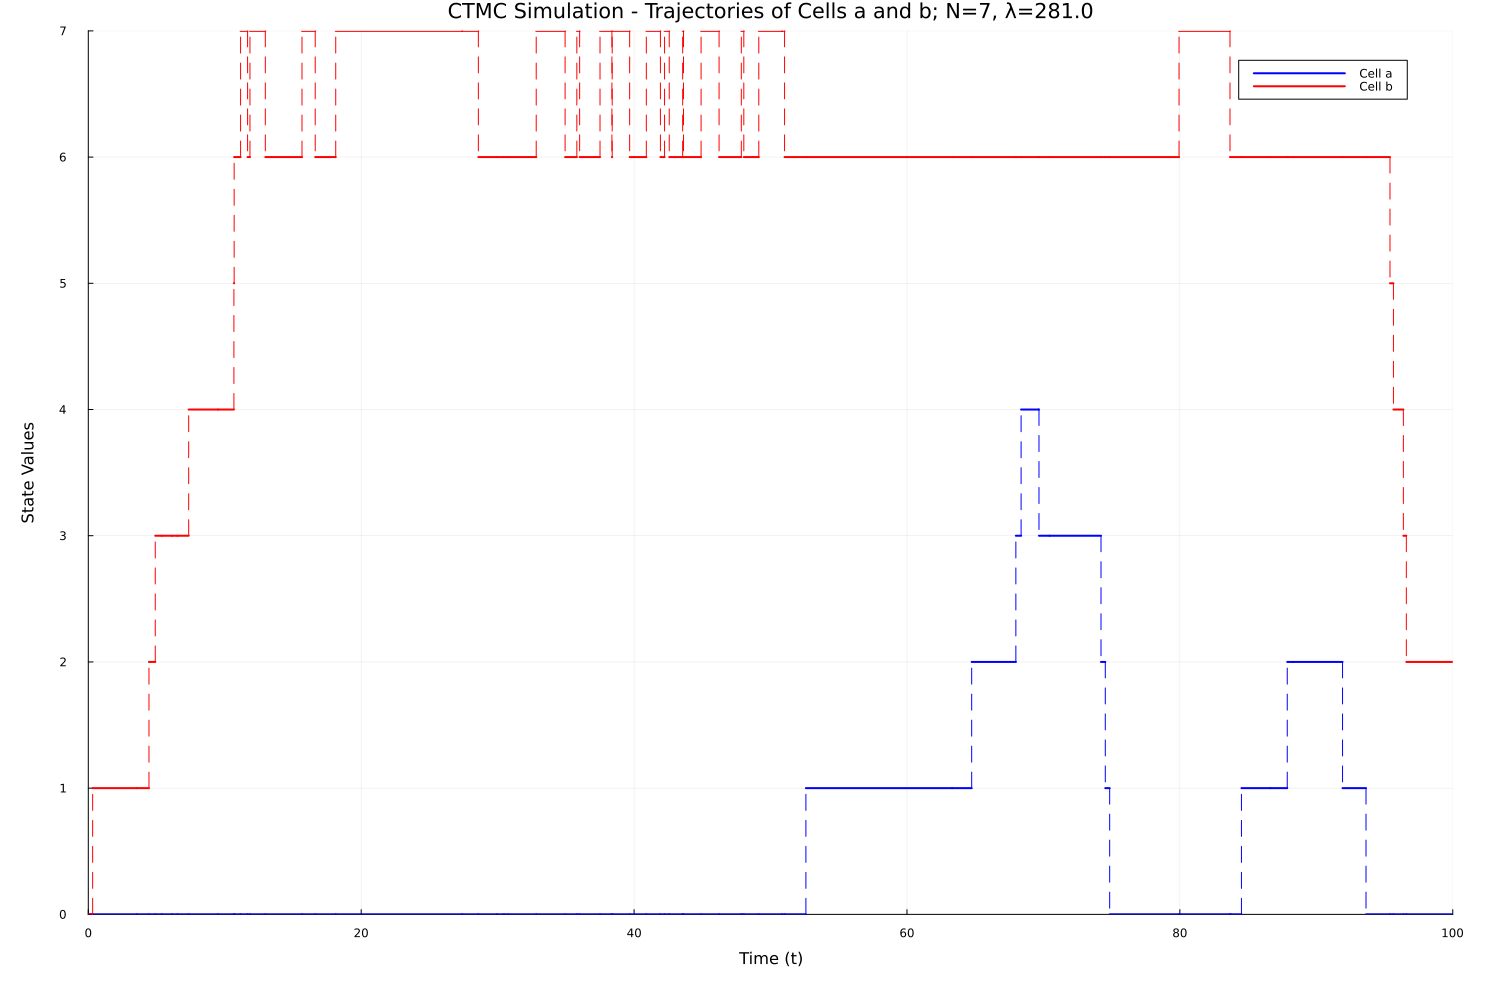 CTMC Simulation - Trajectories of Cells a and b; N=7, λ=281.0
7
Cell a
Cell b
6
5
4
State Values
3
2
1
0
0 20 40 60 80 100
Time (t)